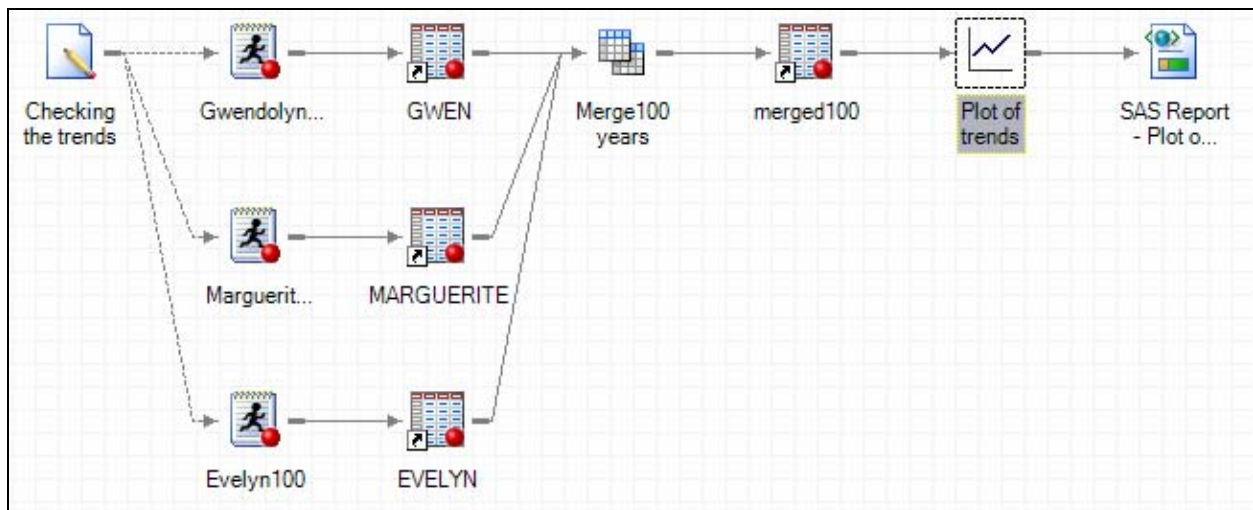 Checking
the trends
Gwendolyn...
GWEN
Merge100
years
merged100
Plot of
trends
SAS Report
- Plot o...
Marguerit...
MARGUERITE
Evelyn100
EVELYN